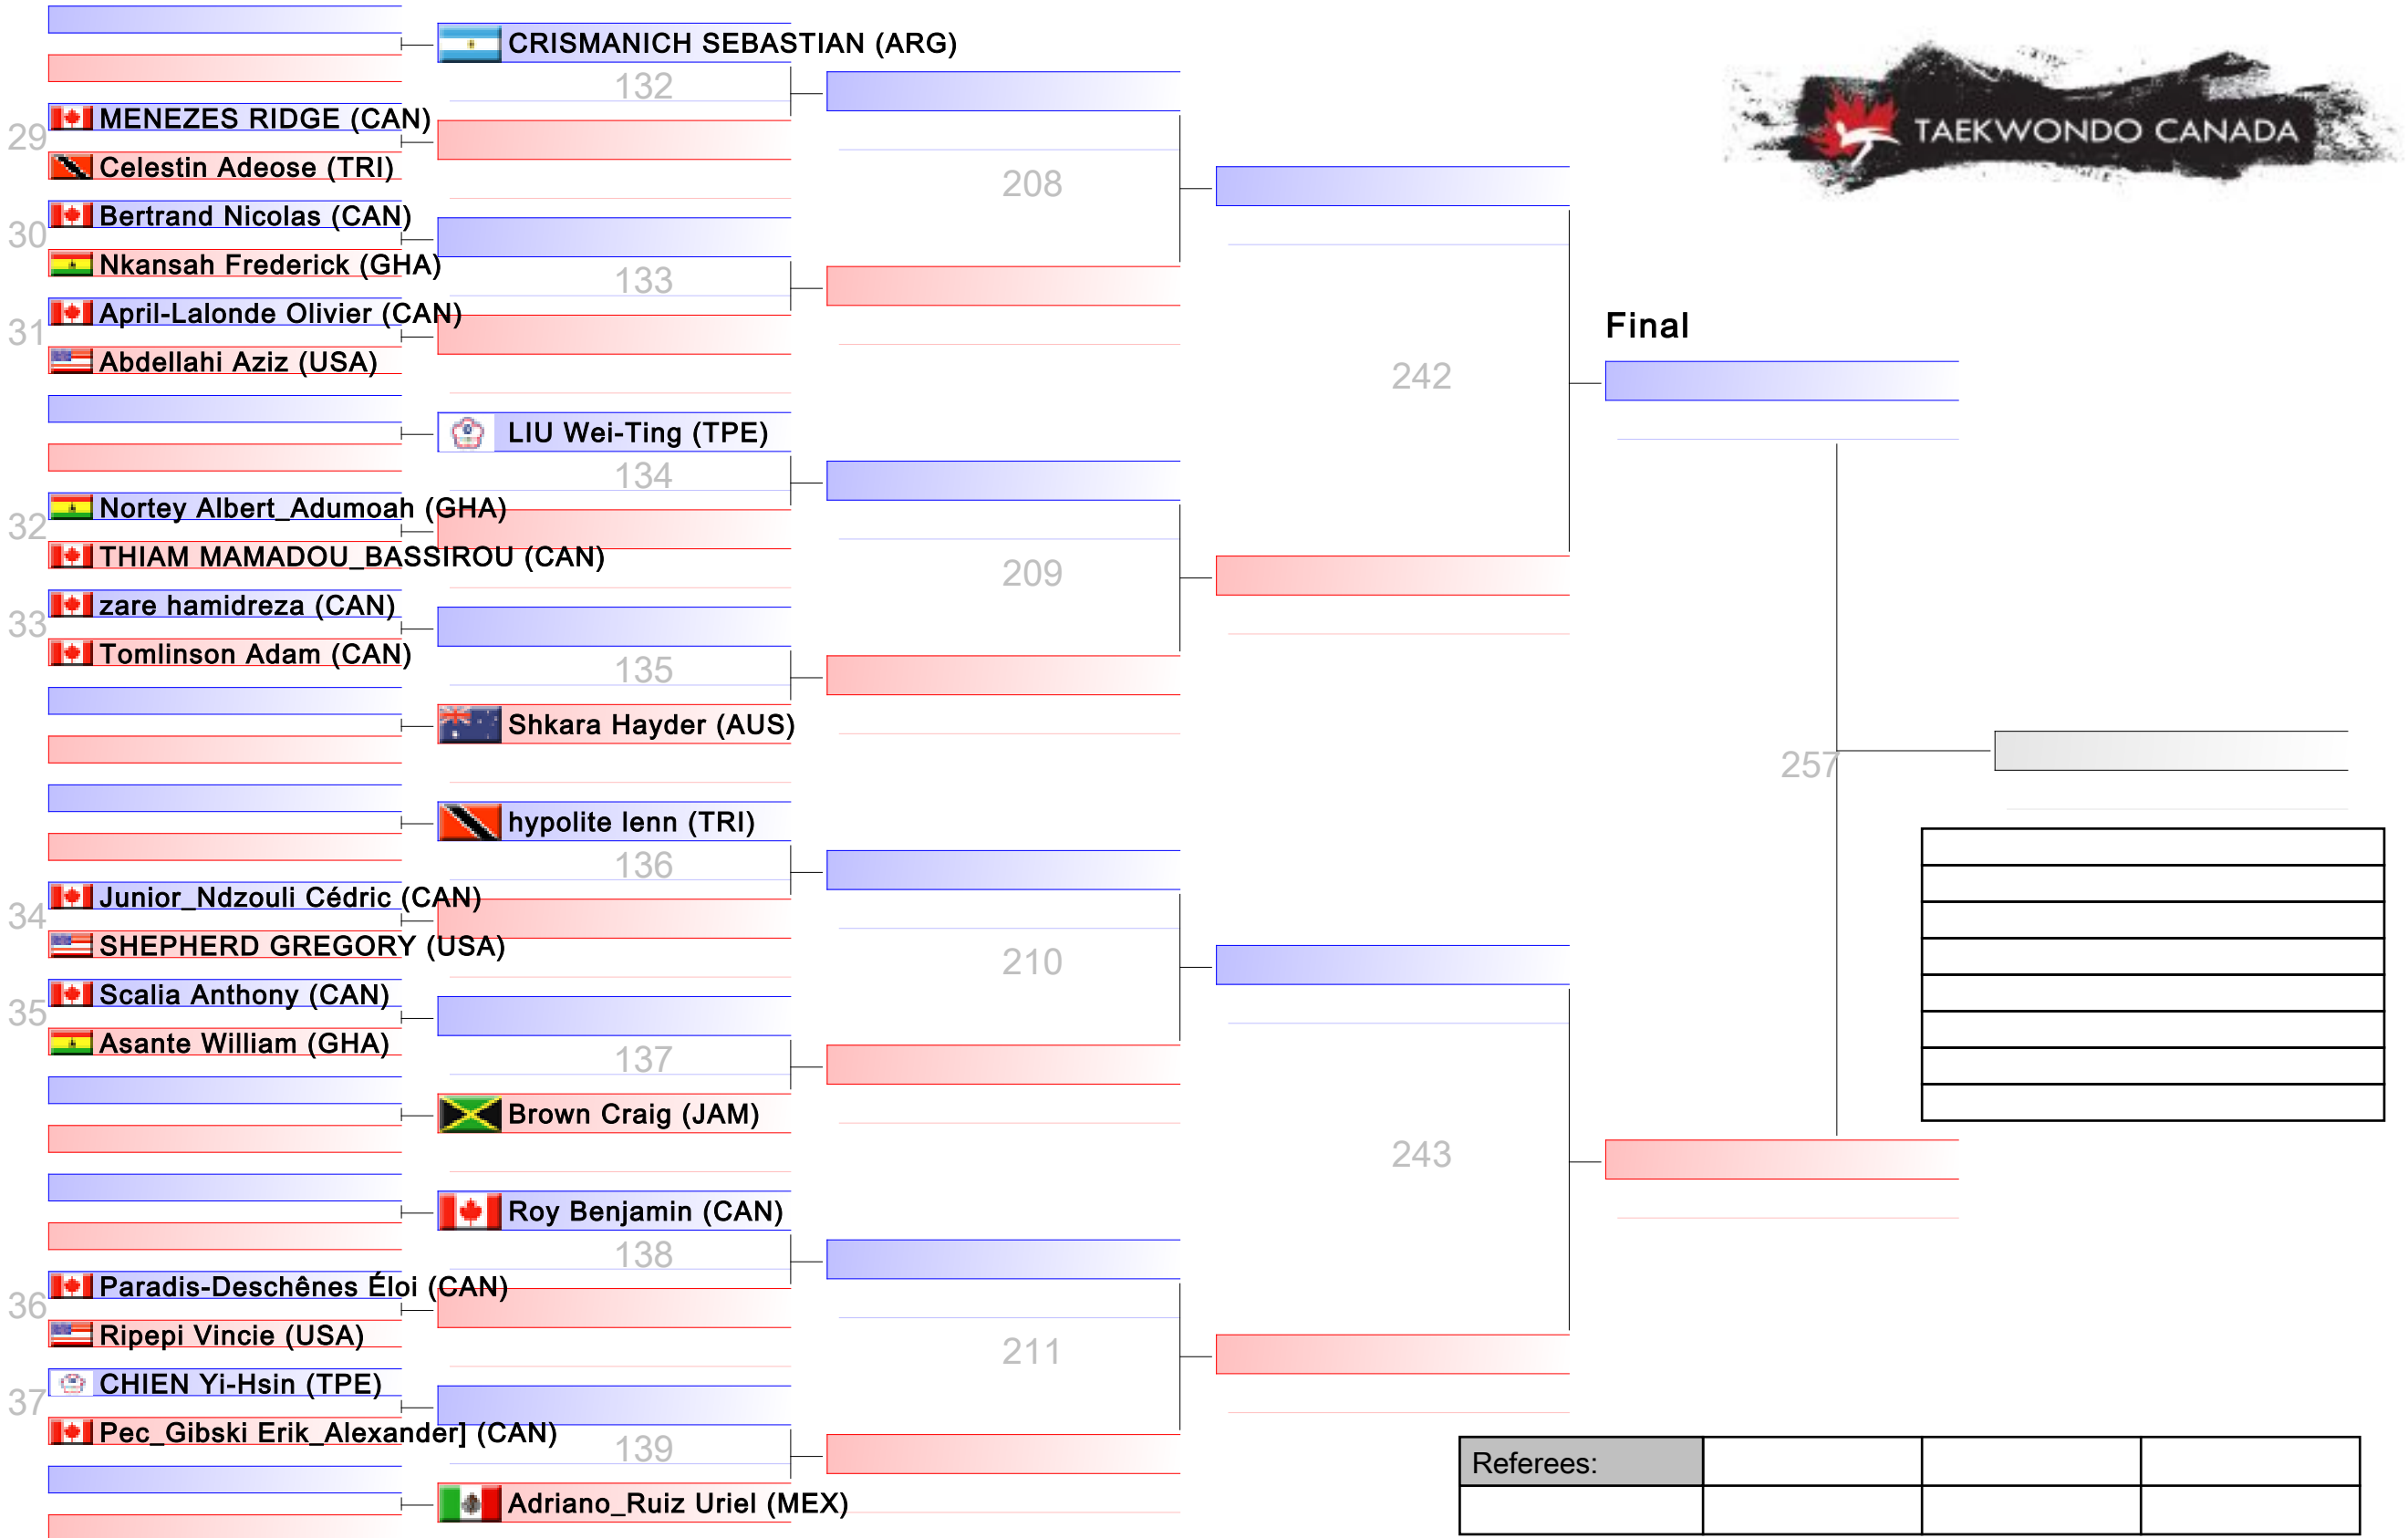 CRISMANICH SEBASTIAN (ARG)
132
TAEKWONDO CANADA
29
MENEZES RIDGE (CAN)
Celestin Adeose (TRI)
208
30
Bertrand Nicolas (CAN)
Nkansah Frederick (GHA)
133
31
April-Lalonde Olivier (CAN)
Abdellahi Aziz (USA)
Final
242
LIU Wei-Ting (TPE)
134
32
Nortey Albert_Adumoah (GHA)
THIAM MAMADOU_BASSIROU (CAN)
209
33
zare hamidreza (CAN)
Tomlinson Adam (CAN)
135
Shkara Hayder (AUS)
257
hypolite lenn (TRI)
136
34
Junior_Ndzouli Cédric (CAN)
SHEPHERD GREGORY (USA)
210
35
Scalia Anthony (CAN)
Asante William (GHA)
137
Brown Craig (JAM)
243
Roy Benjamin (CAN)
138
36
Paradis-Deschênes Éloi (CAN)
Ripepi Vincie (USA)
211
37
CHIEN Yi-Hsin (TPE)
Pec_Gibski Erik_Alexander] (CAN)
139
Referees:
Adriano_Ruiz Uriel (MEX)